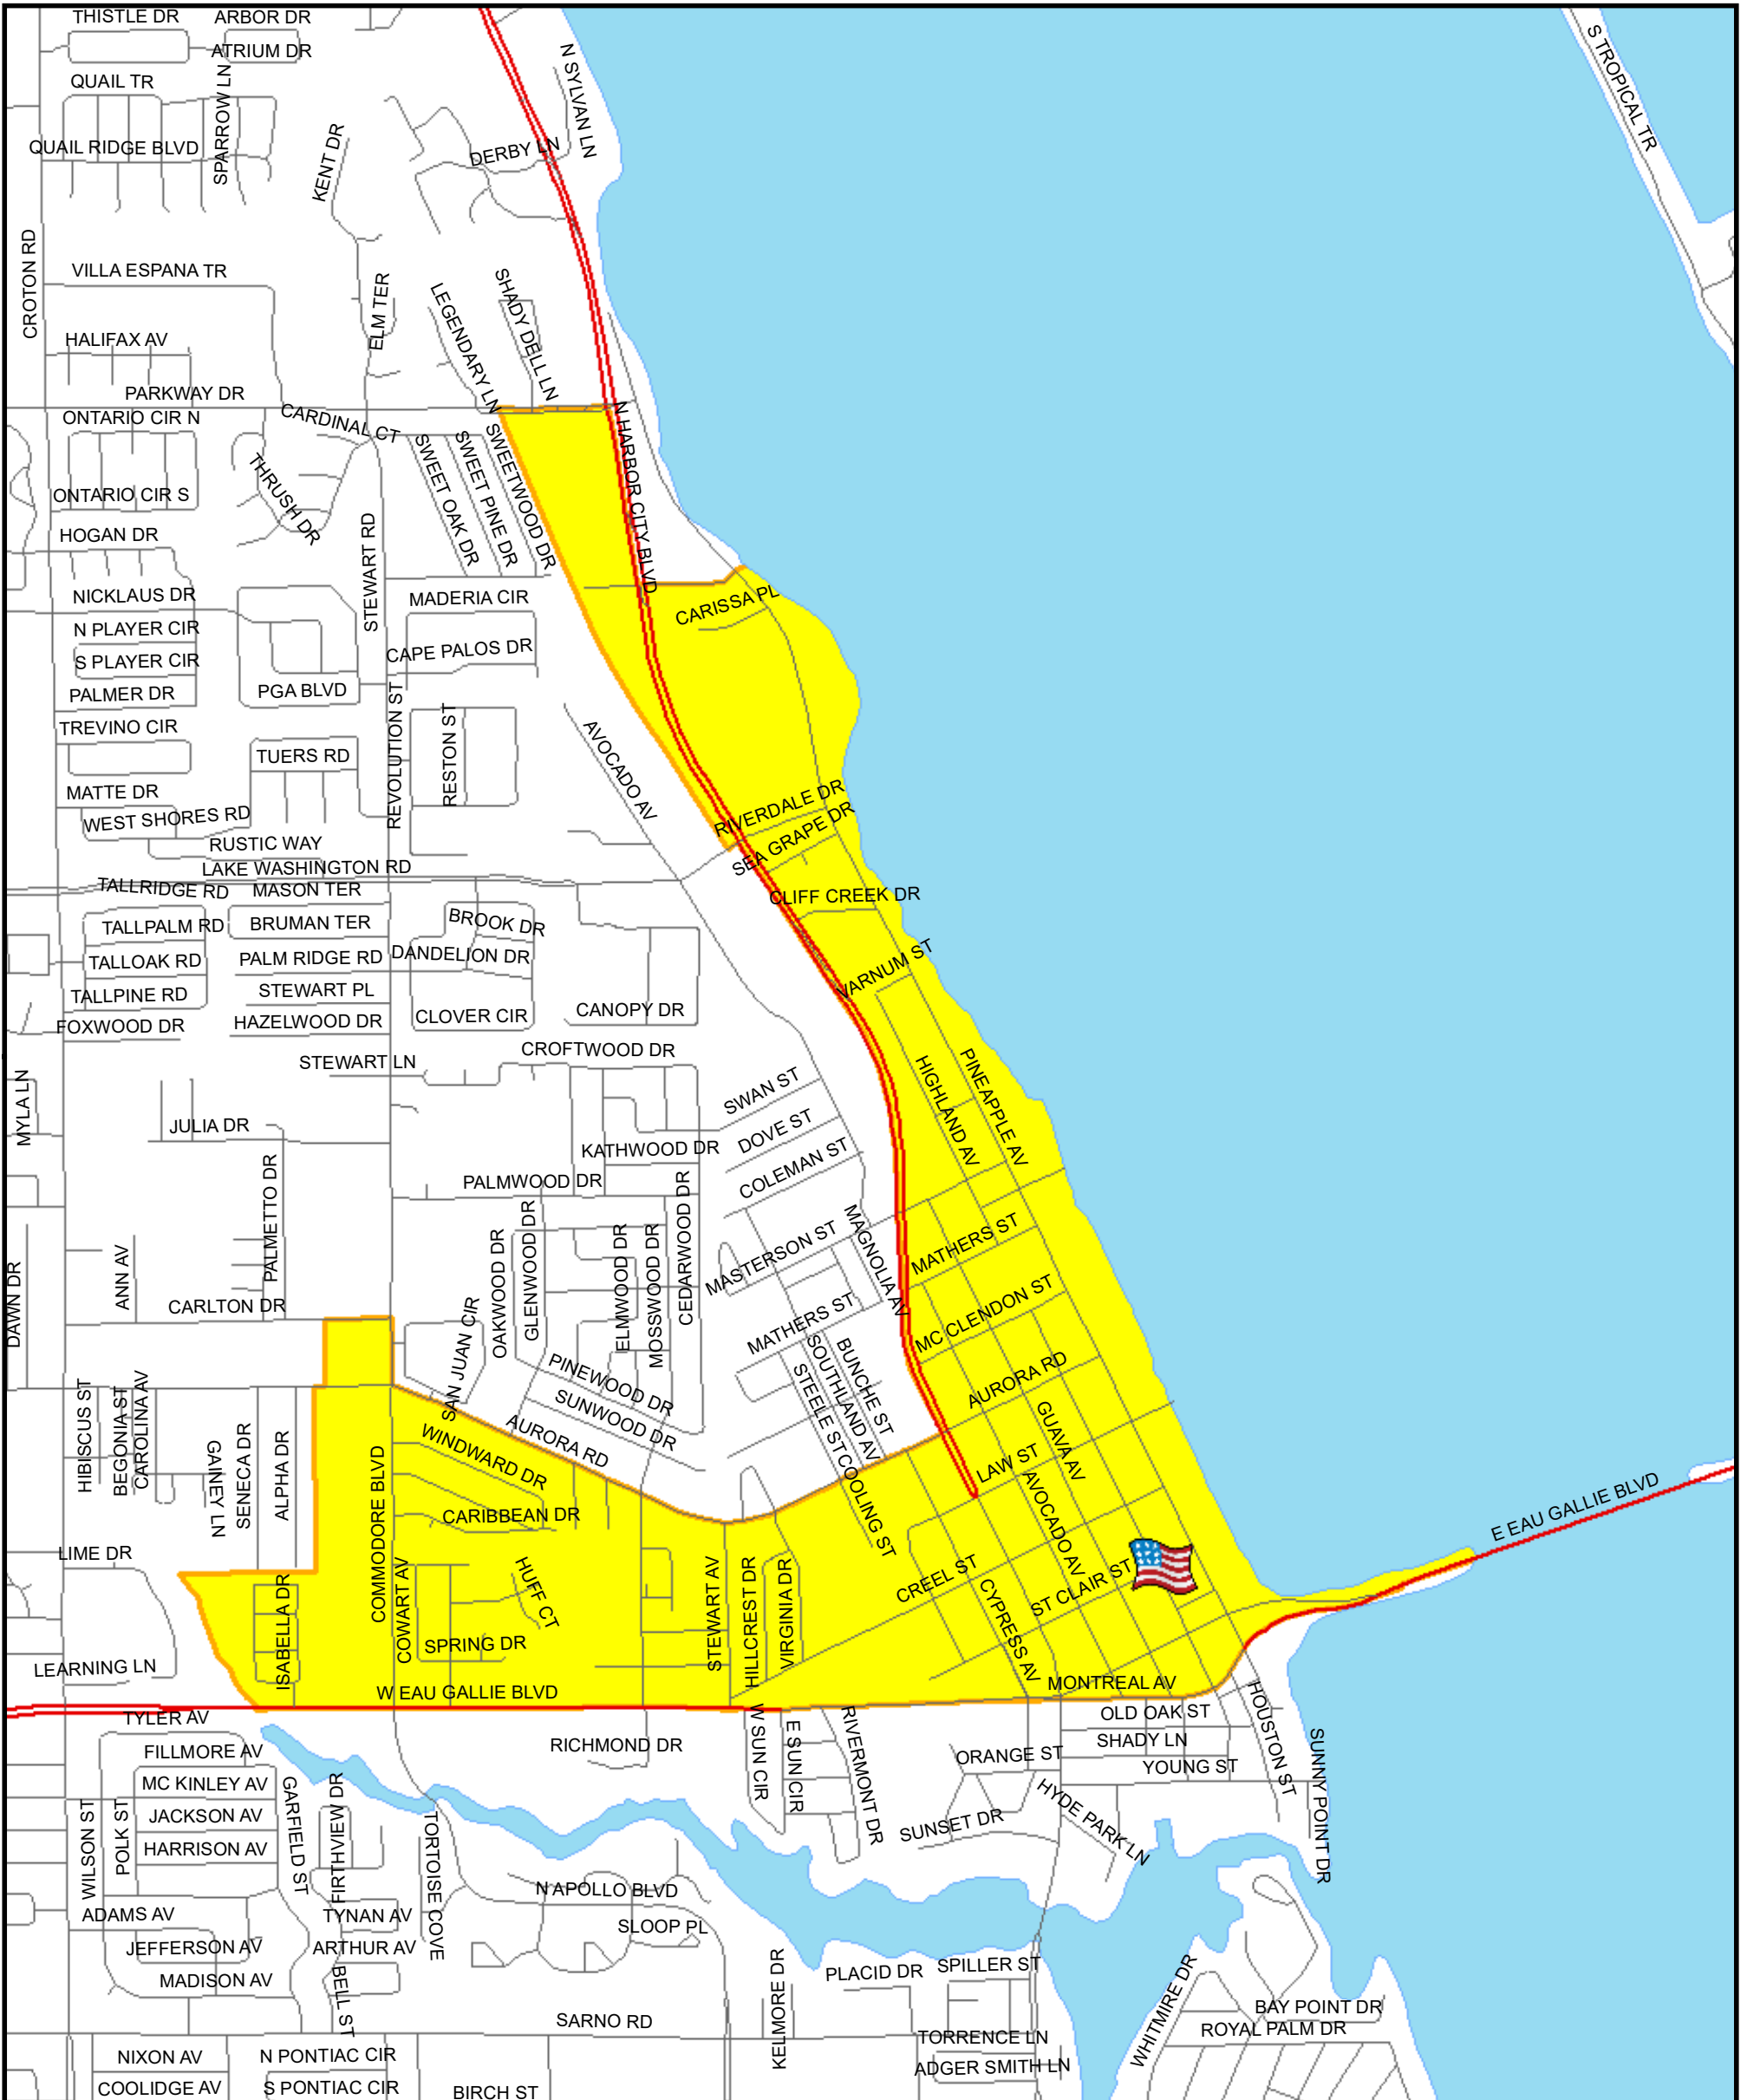 THISTLE DR
ARBOR DR
ATRIUM DR
N SYLVAN LN
S TROPICAL TR
QUAIL TR
SPARROW LN
QUAIL RIDGE BLVD
KENT DR
DERBY LN
CROTON RD
VILLA ESPANA TR
ELM TER
LEGENDARY LN
SHADY DELL LN
HALIFAX AV
PARKWAY DR
ONTARIO CIR N
CARDINAL CT
N HARBOR CITY BLVD
THRUSH DR
SWEET OAK DR
SWEET PINE DR
SWEETWOOD DR
ONTARIO CIR S
HOGAN DR
STEWART RD
NICKLAUS DR
MADERIA CIR
CARISSA PL
N PLAYER CIR
S PLAYER CIR
CAPE PALOS DR
PALMER DR
PGA BLVD
REVOLUTION ST
RESTON ST
TREVINO CIR
AVOCADO AV
TUERS RD
MATTE DR
RIVERDALE DR
WEST SHORES RD
SEA GRAPE DR
RUSTIC WAY
LAKE WASHINGTON RD
TALLRIDGE RD
MASON TER
CLIFF CREEK DR
TALLPALM RD
BRUMAN TER
BROOK DR
VARNUM ST
TALLOAK RD
PALM RIDGE RD
DANDELION DR
TALLPINE RD
STEWART PL
FOXWOOD DR
HAZELWOOD DR
CLOVER CIR
CANOPY DR
STEWART LN
CROFTWOOD DR
MYLA LN
SWAN ST
HIGHLAND AV
PINEAPPLE AV
JULIA DR
DOVE ST
KATHWOOD DR
COLEMAN ST
PALMETTO DR
PALMWOOD DR
CEDARWOOD DR
MAGNOLIA AV
MASTERSON ST
MATHERS ST
DAWN DR
ANN AV
OAKWOOD DR
GLENWOOD DR
ELMWOOD DR
MOSSWOOD DR
CARLTON DR
SAN JUAN CIR
MATHERS ST
MC CLENDON ST
PINEWOOD DR
SOUTHLAND AV
BUNCHE ST
STEELE ST
AURORA RD
HIBISCUS ST
BEGONIA ST
CAROLINA AV
SUNWOOD DR
AURORA RD
GUAVA AV
GAINEY LN
SENECA DR
ALPHA DR
COMMODORE BLVD
WINDWARD DR
COOLING ST
LAW ST
AVOCADO AV
CARIBBEAN DR
E EAU GALLIE BLVD
LIME DR
COWART AV
HUFF CT
STEWART AV
HILLCREST DR
VIRGINIA DR
CREEL ST
CYPRESS AV
ST CLAIR ST
ISABELLA DR
SPRING DR
LEARNING LN
W EAU GALLIE BLVD
MONTREAL AV
TYLER AV
W SUN CIR
E SUN CIR
RIVERMONT DR
OLD OAK ST
HOUSTON ST
FILLMORE AV
RICHMOND DR
ORANGE ST
SHADY LN
SUNNY POINT DR
YOUNG ST
MC KINLEY AV
GARFIELD ST
FIRTHVIEW DR
JACKSON AV
SUNSET DR
HYDE PARK LN
WILSON ST
POLK ST
HARRISON AV
TORTOISE COVE
N APOLLO BLVD
ADAMS AV
TYNAN AV
SLOOP PL
JEFFERSON AV
ARTHUR AV
MADISON AV
BELL ST
KELMORE DR
PLACID DR
SPILLER ST
WHITMIRE DR
BAY POINT DR
SARNO RD
ROYAL PALM DR
TORRENCE LN
NIXON AV
N PONTIAC CIR
ADGER SMITH LN
COOLIDGE AV
S PONTIAC CIR
BIRCH ST